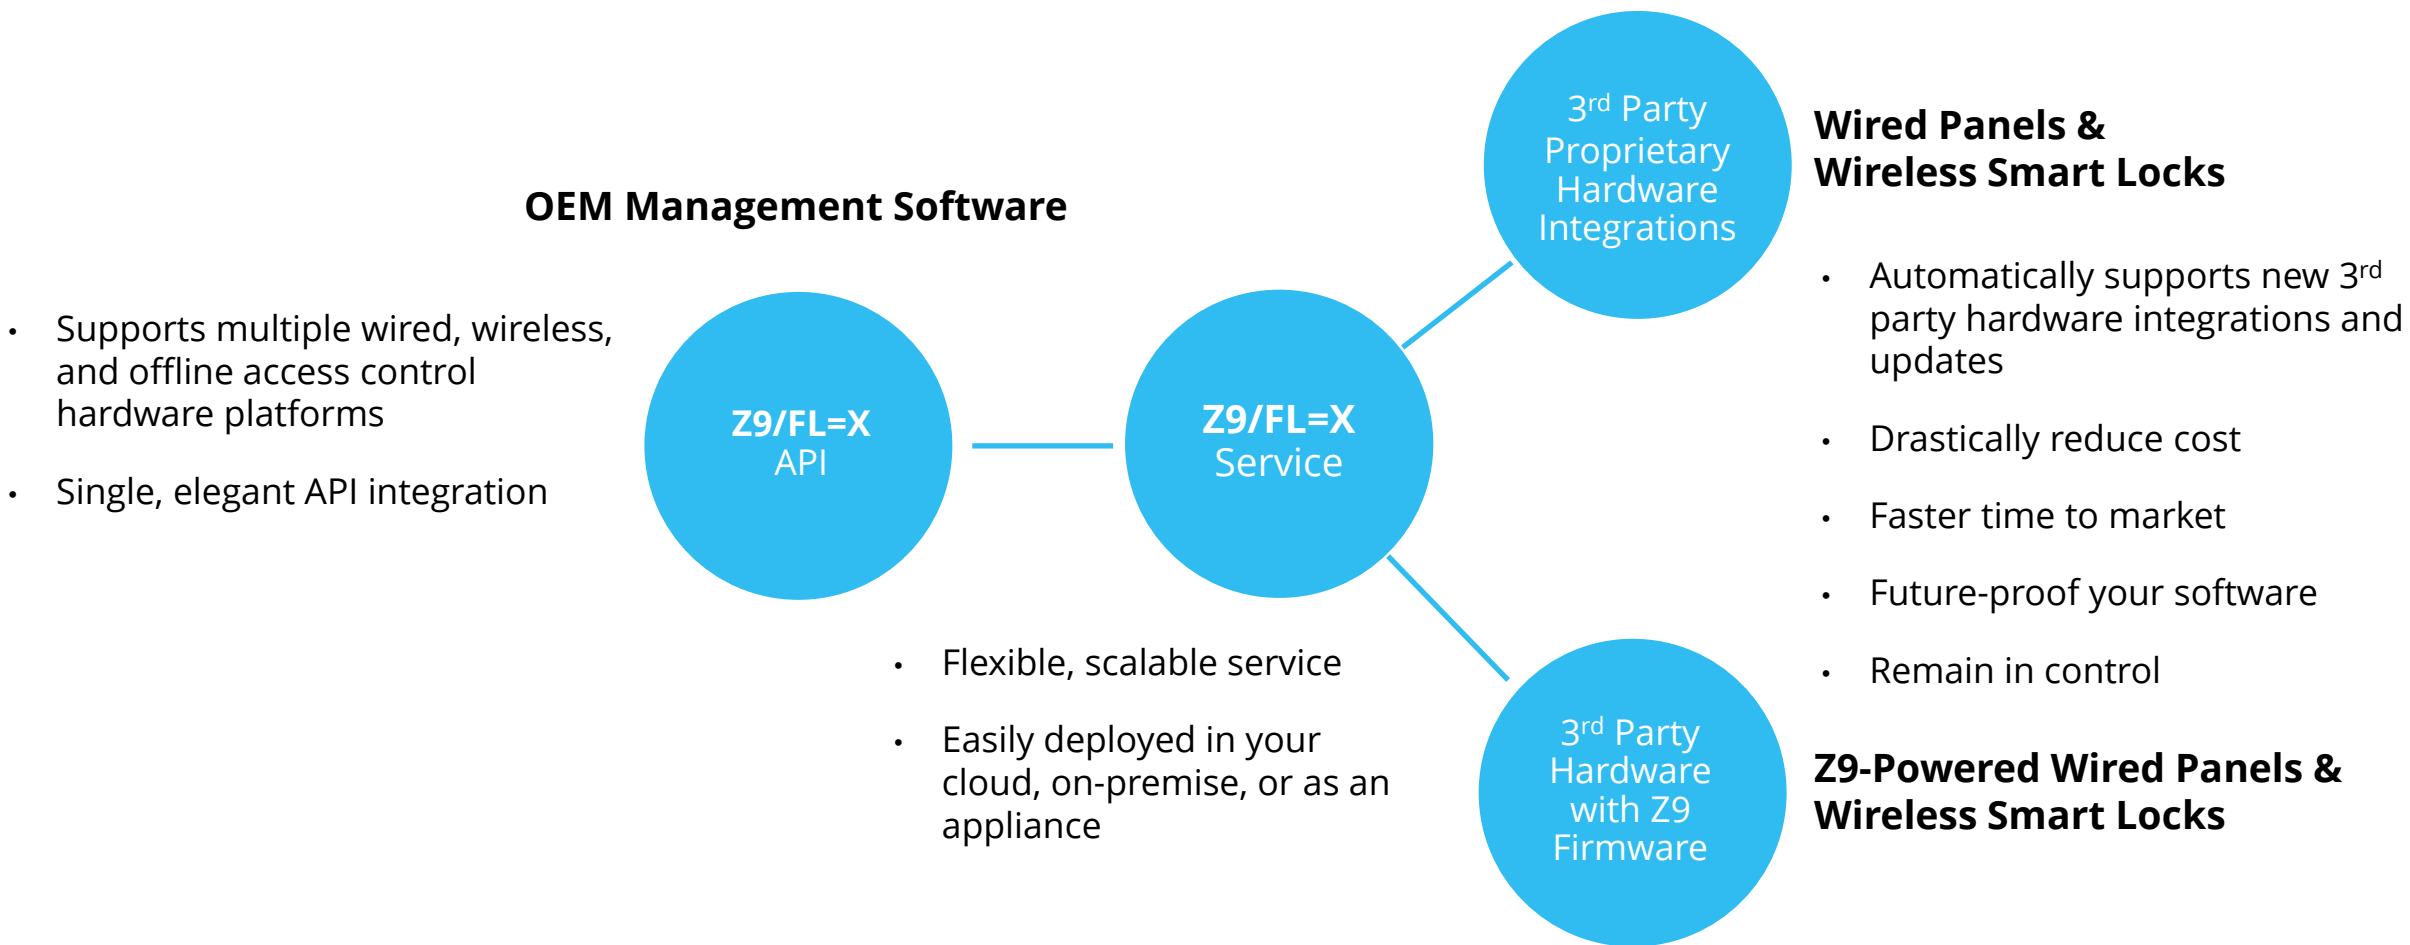 OEM Management Software
• Supports multiple wired, wireless,
and offline access control
hardware platforms
• Single, elegant API integration
Z9/FL=X
API
Z9/FL=X
Service
• Flexible, scalable service
• Easily deployed in your
cloud, on-premise, or as an
appliance
3rd Party
Proprietary
Hardware
Integrations
Wired Panels &
Wireless Smart Locks
• Automatically supports new 3rd
party hardware integrations and
updates
• Drastically reduce cost
• Faster time to market
• Future-proof your software
• Remain in control
3rd Party
Hardware
with Z9
Firmware
Z9-Powered Wired Panels &
Wireless Smart Locks